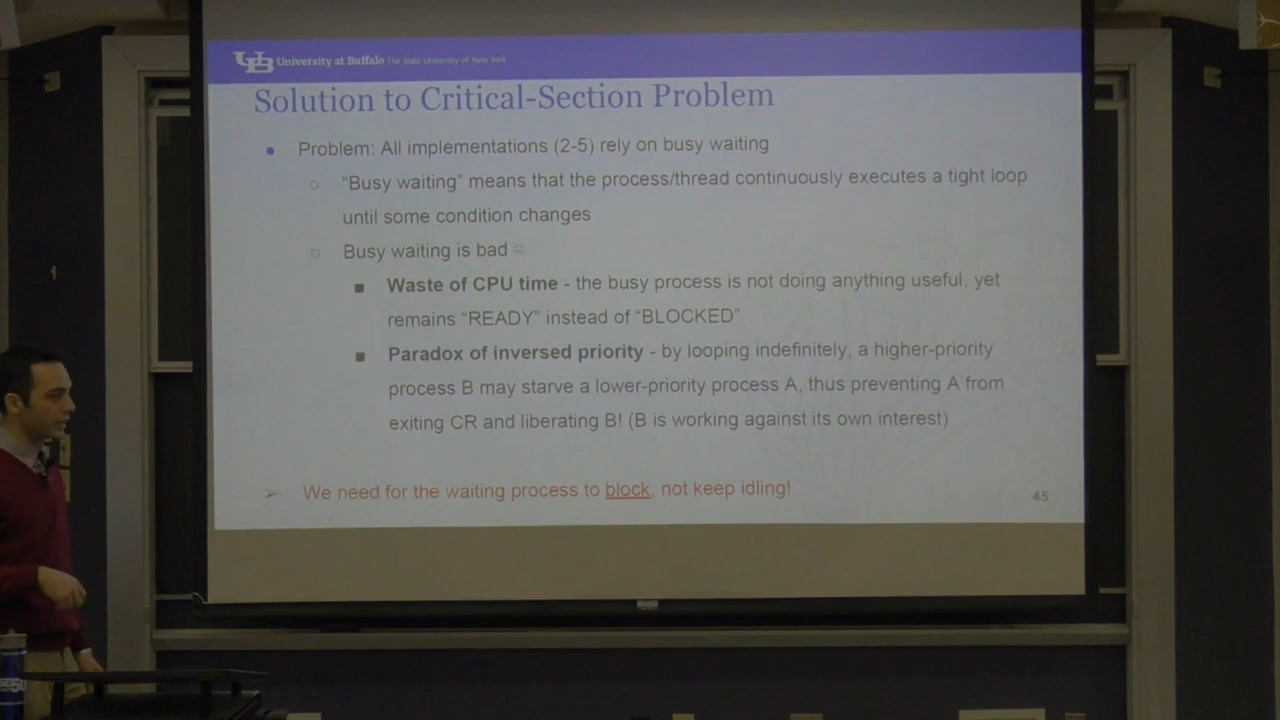 University at Buffalo The State University of New York
Solution to Critical-Section Problem
● Problem: All implementations (2-5) rely on busy waiting
○ “Busy waiting” means that the process/thread continuously executes a tight loop
until some condition changes
○ Busy waiting is bad ☹
■ Waste of CPU time - the busy process is not doing anything useful, yet
remains “READY” instead of “BLOCKED”
■ Paradox of inversed priority - by looping indefinitely, a higher-priority
process B may starve a lower-priority process A, thus preventing A from
exiting CR and liberating B! (B is working against its own interest)
➢ We need for the waiting process to block, not keep idling!
45